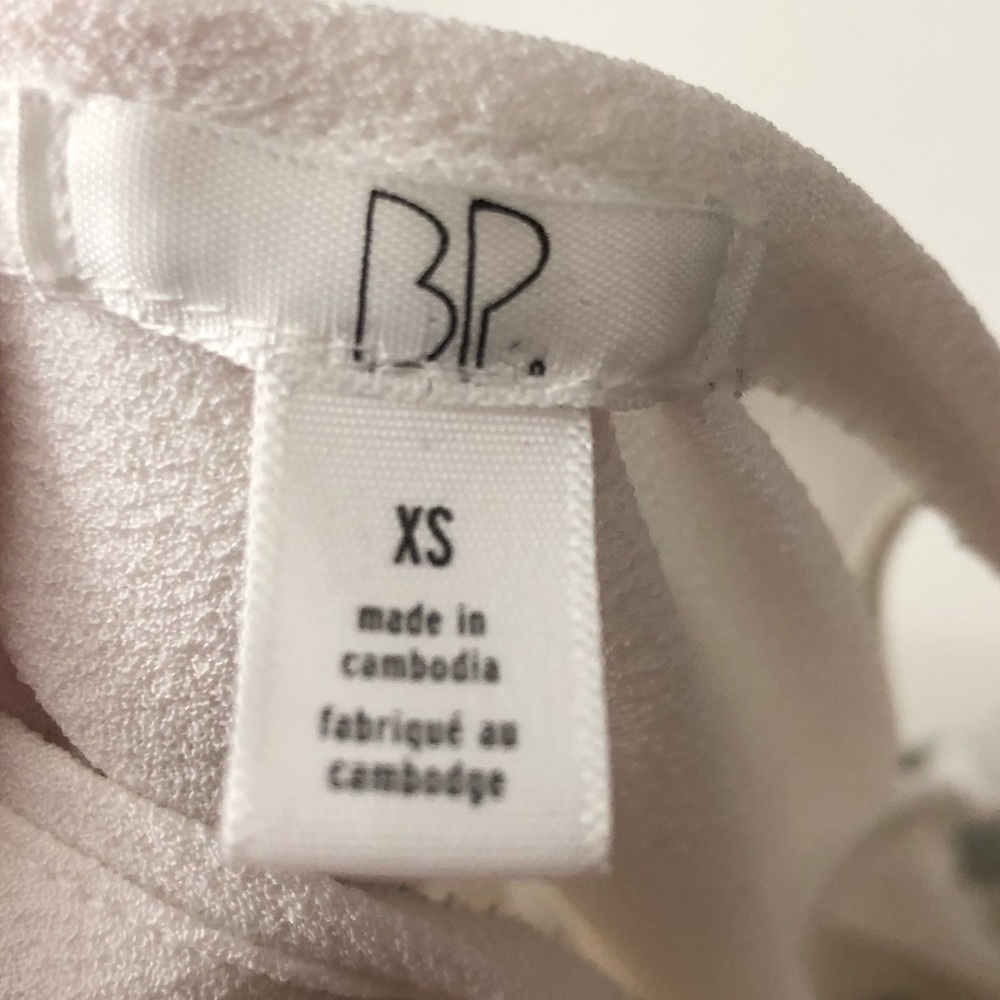 BP.
XS
made in
cambodia
fabriqué au
cambodge